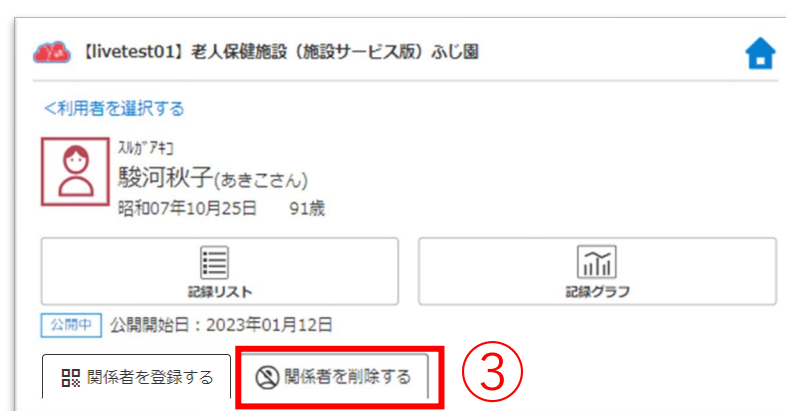 【livetest01】老人保健施設（施設サービス版）ふじ園
＜利用者を選択する
ｽﾙｶﾞｱｷｺ
駿河秋子(あきこさん)
昭和07年10月25日　91歳
記録リスト　記録グラフ
公開中　公開開始日：2023年01月12日
関係者を登録する　関係者を削除する　③